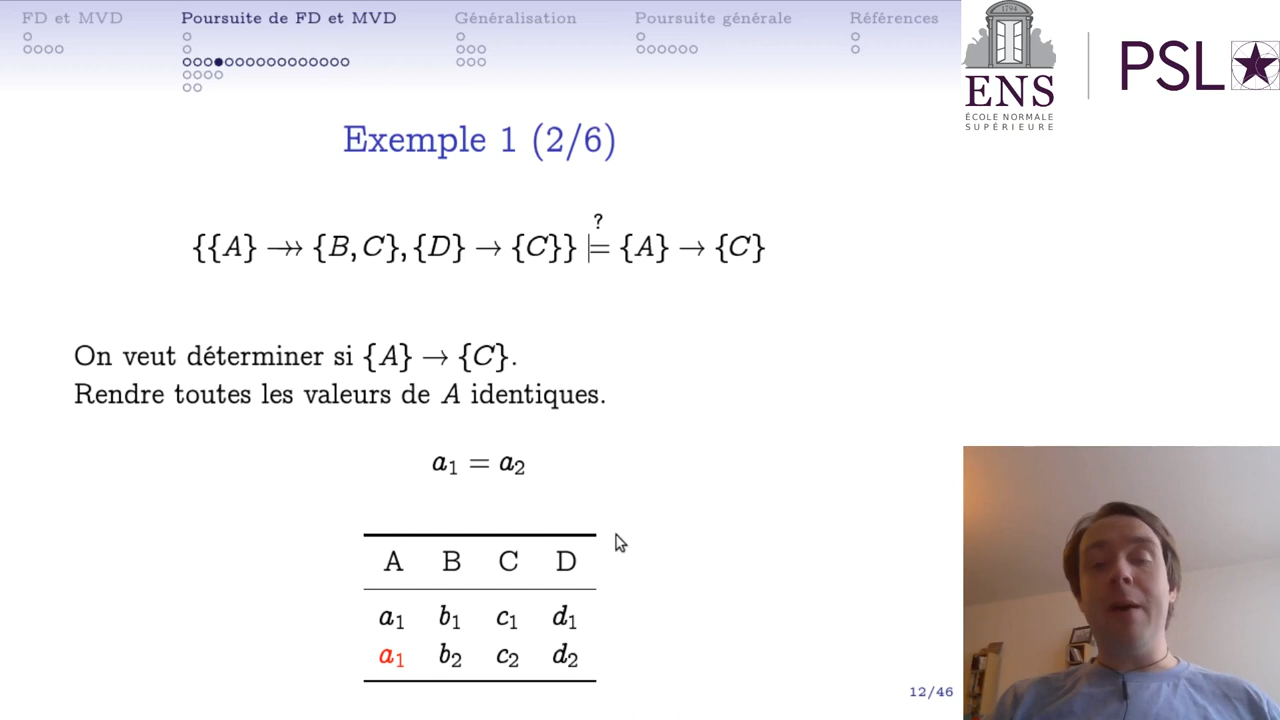 FD et MVD Poursuite de FD et MVD Généralisation Poursuite générale Références
1794
ENS
ÉCOLE NORMALE
SUPÉRIEURE
PSL
Exemple 1 (2/6)
?
{{A} ↠ {B, C}, {D} → {C}} ⊨ {A} → {C}
On veut déterminer si {A} → {C}.
Rendre toutes les valeurs de A identiques.
a₁ = a₂
A B C D
a₁ b₁ c₁ d₁
a₁ b₂ c₂ d₂
12/46